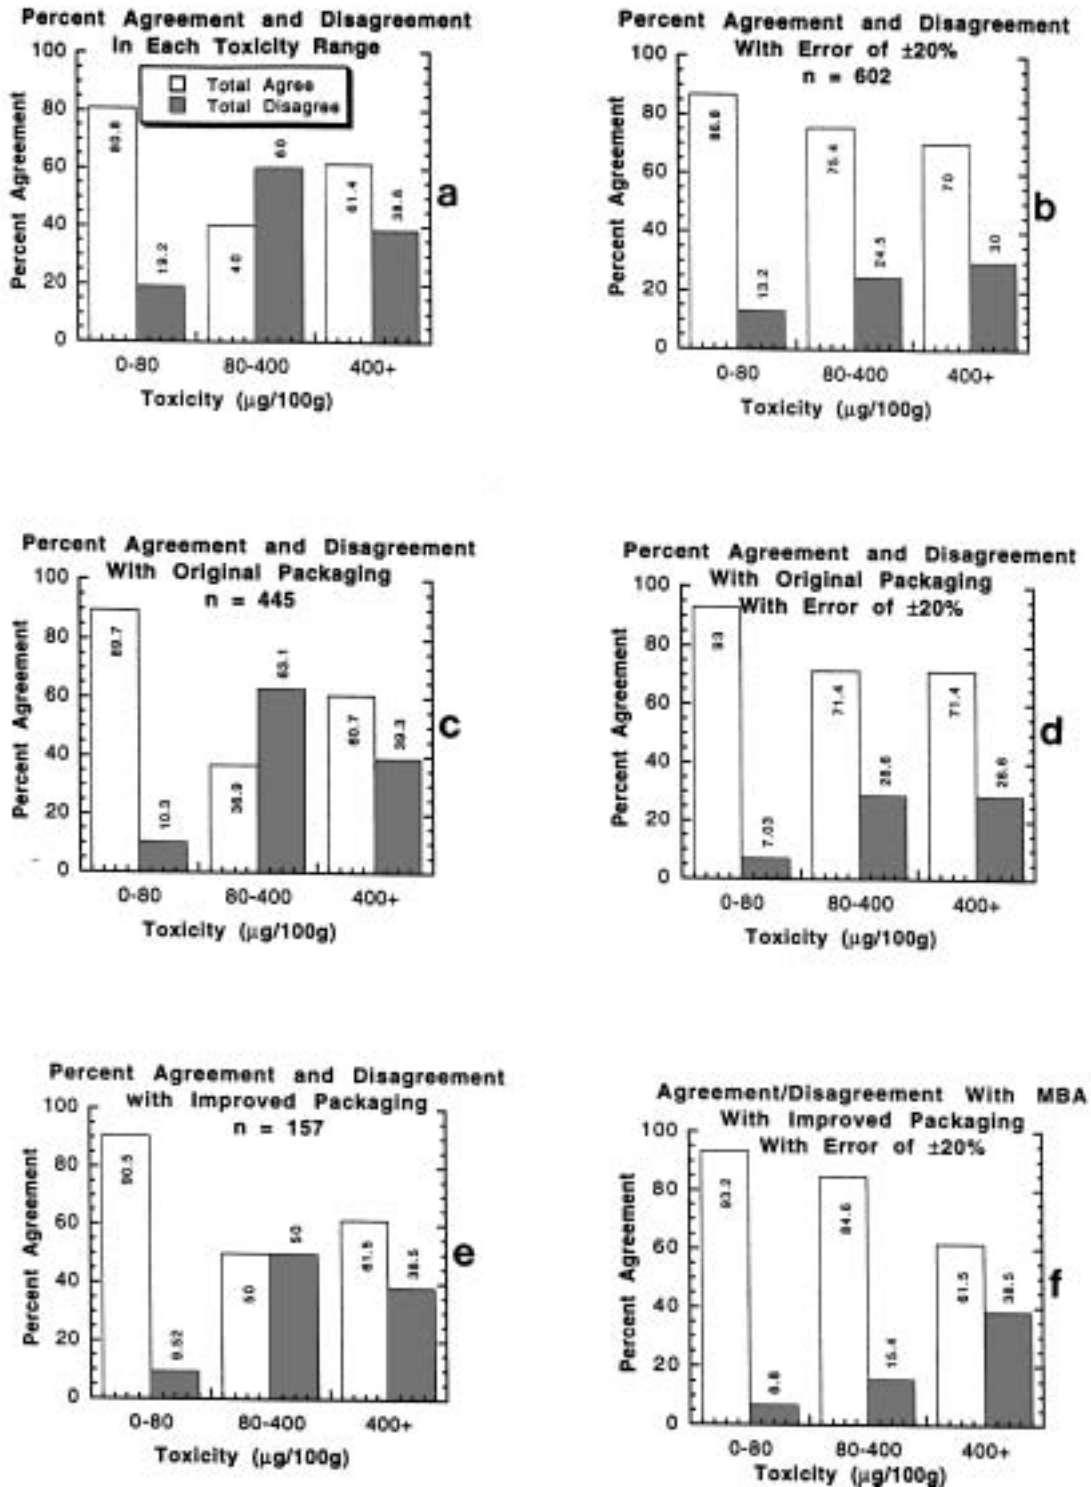 Percent Agreement and Disagreement
In Each Toxicity Range
Total Agree
Total Disagree
Percent Agreement
100
80
60
40
20
0
80.8
19.2
40
60
61.4
38.6
a
0-80
80-400
400+
Toxicity (µg/100g)
Percent Agreement and Disagreement
With Error of ±20%
n = 602
Percent Agreement
100
80
60
40
20
0
86.8
13.2
75.4
24.5
70
30
b
0-80
80-400
400+
Toxicity (µg/100g)
Percent Agreement and Disagreement
With Original Packaging
n = 445
Percent Agreement
100
80
60
40
20
0
89.7
10.3
36.9
63.1
60.7
39.3
c
0-80
80-400
400+
Toxicity (µg/100g)
Percent Agreement and Disagreement
With Original Packaging
With Error of ±20%
Percent Agreement
100
80
60
40
20
0
93
7.03
71.4
28.6
71.4
28.6
d
0-80
80-400
400+
Toxicity (µg/100g)
Percent Agreement and Disagreement
with Improved Packaging
n = 157
Percent Agreement
100
80
60
40
20
0
90.5
9.52
50
50
61.5
38.5
e
0-80
80-400
400+
Toxicity (µg/100g)
Agreement/Disagreement With MBA
With Improved Packaging
With Error of ±20%
Percent Agreement
100
80
60
40
20
0
93.2
6.8
84.6
15.4
61.5
38.5
f
0-80
80-400
400+
Toxicity (µg/100g)